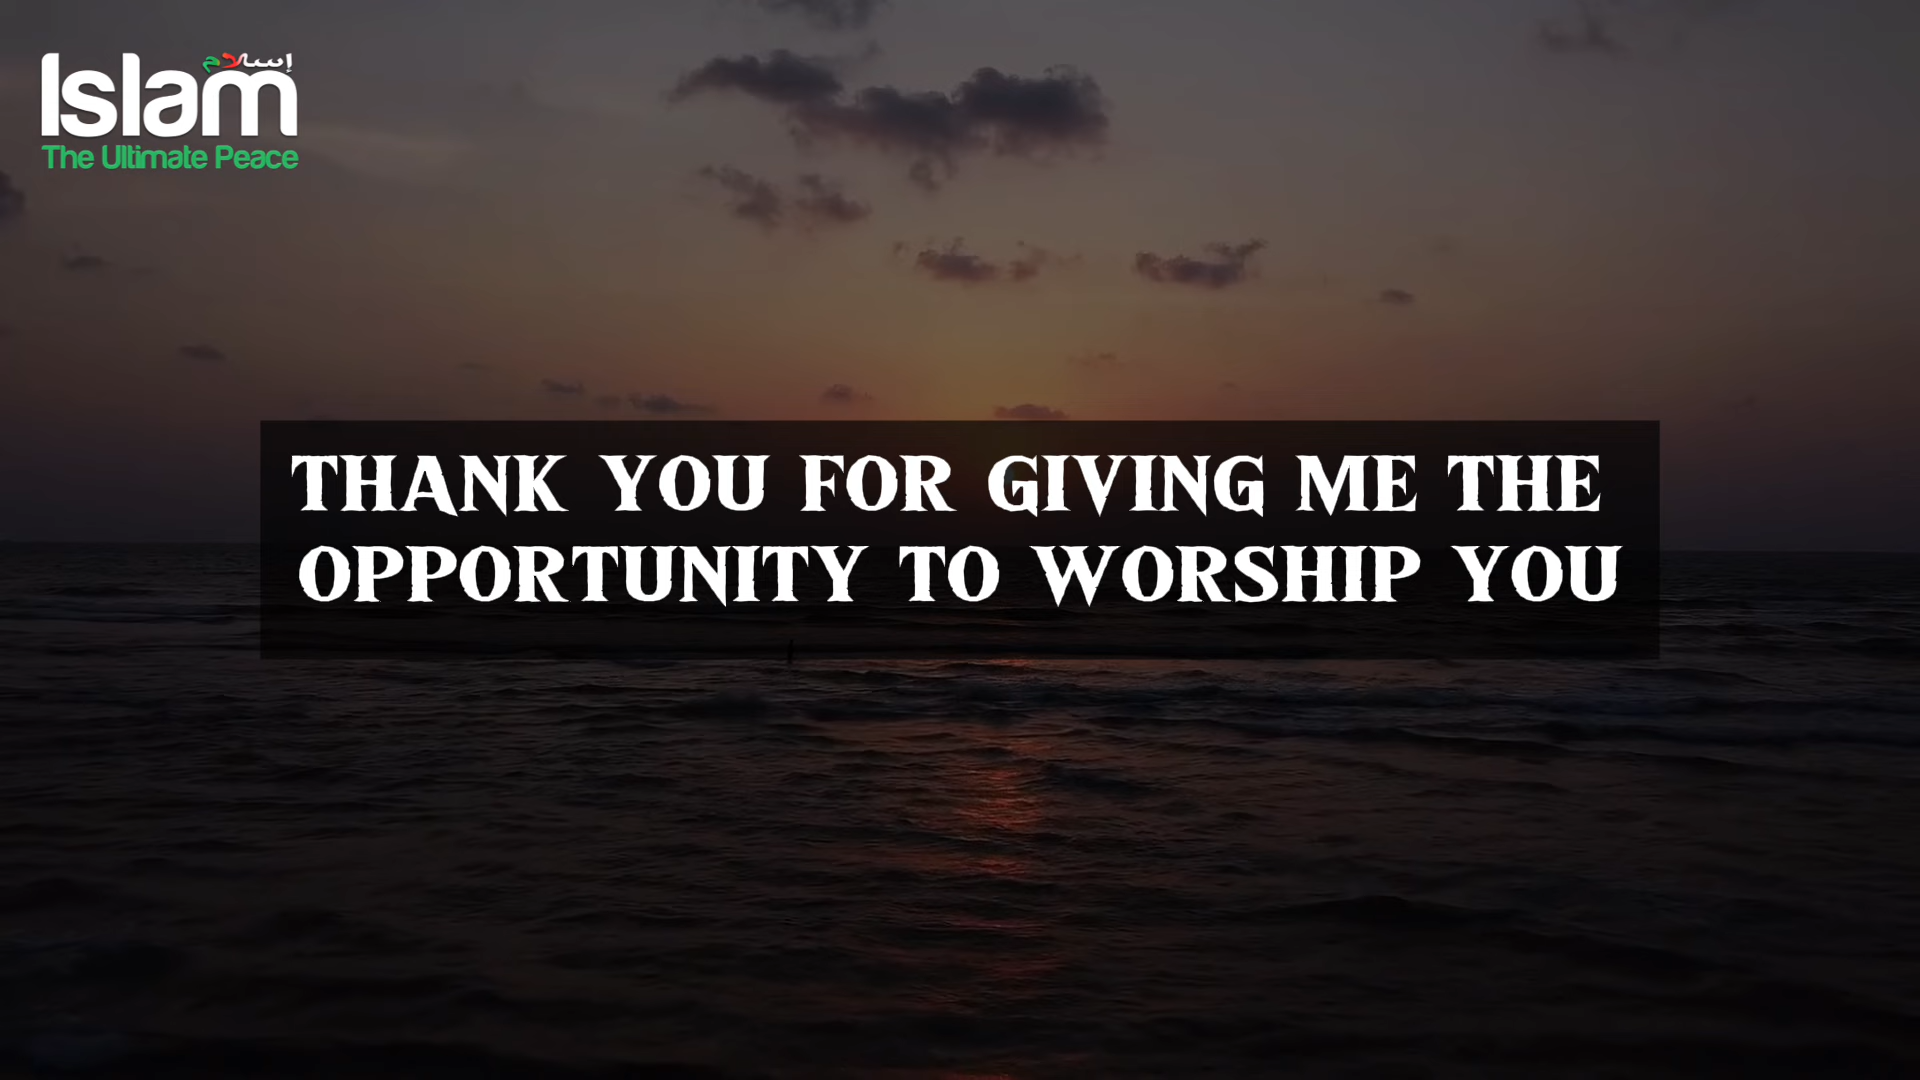 إسلام
Islam
The Ultimate Peace
THANK YOU FOR GIVING ME THE
OPPORTUNITY TO WORSHIP YOU